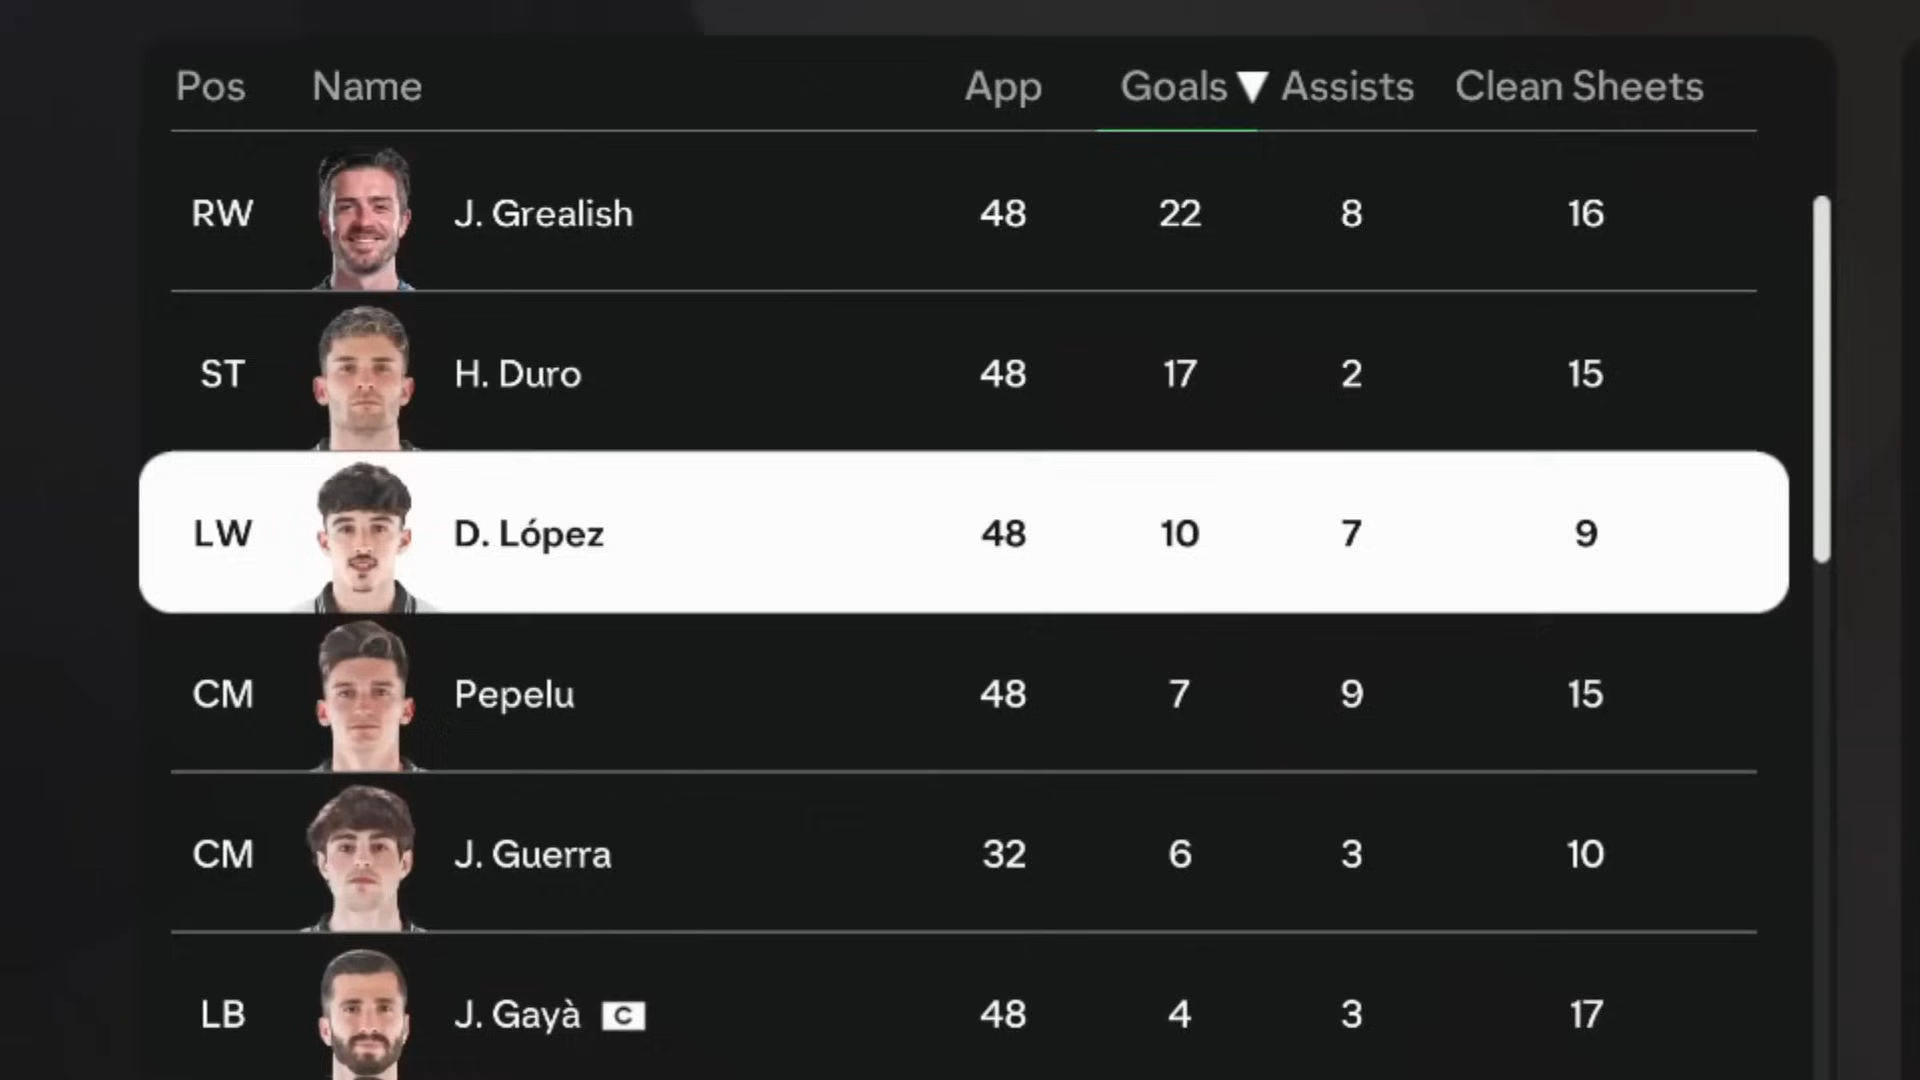 Pos Name App Goals ▼ Assists Clean Sheets
RW J. Grealish 48 22 8 16
ST H. Duro 48 17 2 15
LW D. López 48 10 7 9
CM Pepelu 48 7 9 15
CM J. Guerra 32 6 3 10
LB J. Gayà C 48 4 3 17